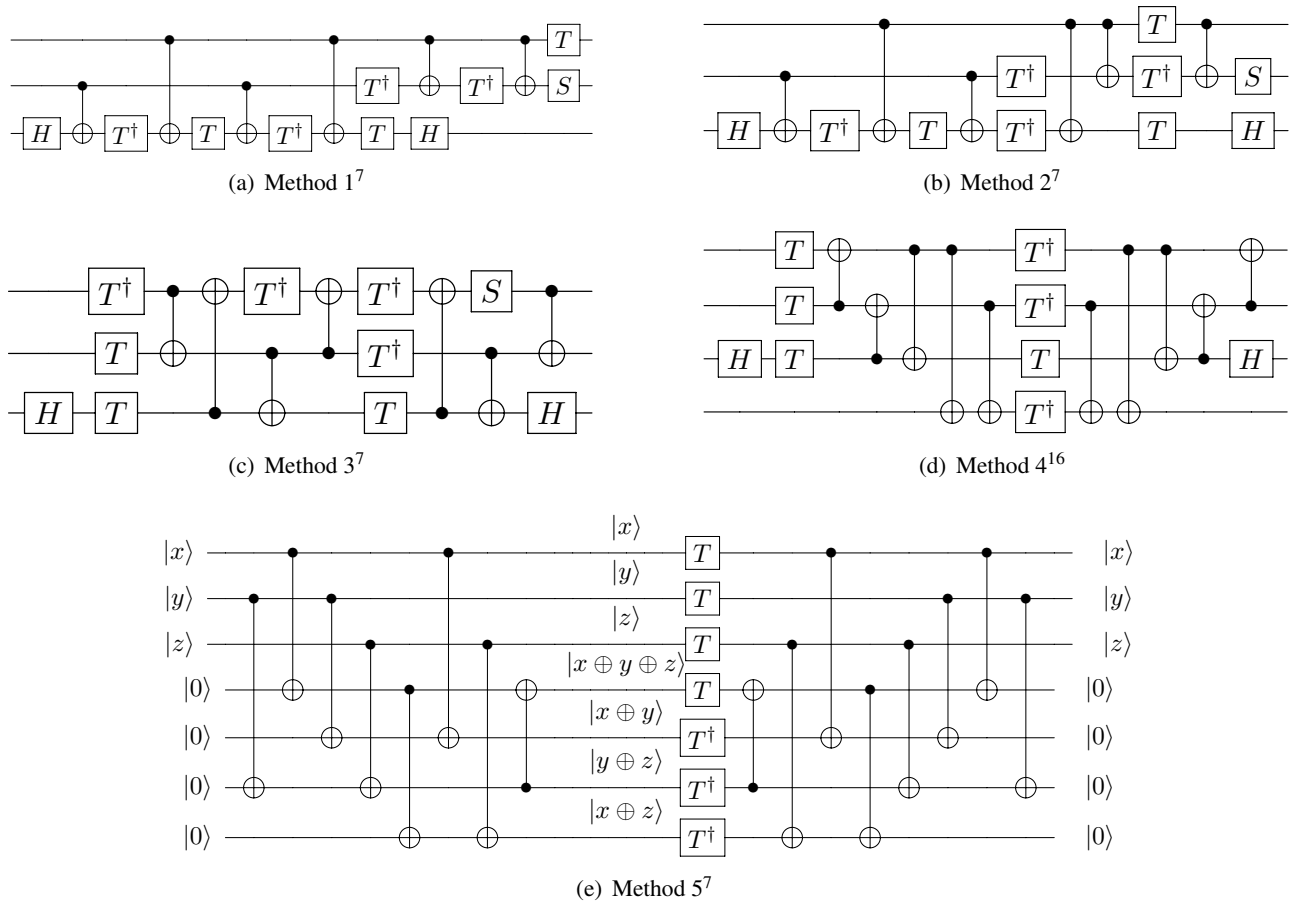 T
T† T† S
H T† T T† T H
(a) Method 1⁷
T
T† T† S
H T† T T† T H
(b) Method 2⁷
T† T† T† S
T T†
H T T H
(c) Method 3⁷
T T†
T T†
H T T H
T†
(d) Method 4¹⁶
|x⟩ |x⟩ T |x⟩
|y⟩ |y⟩ T |y⟩
|z⟩ |z⟩ T |z⟩
|0⟩ |x ⊕ y ⊕ z⟩ T |0⟩
|0⟩ |x ⊕ y⟩ T† |0⟩
|0⟩ |y ⊕ z⟩ T† |0⟩
|0⟩ |x ⊕ z⟩ T† |0⟩
(e) Method 5⁷